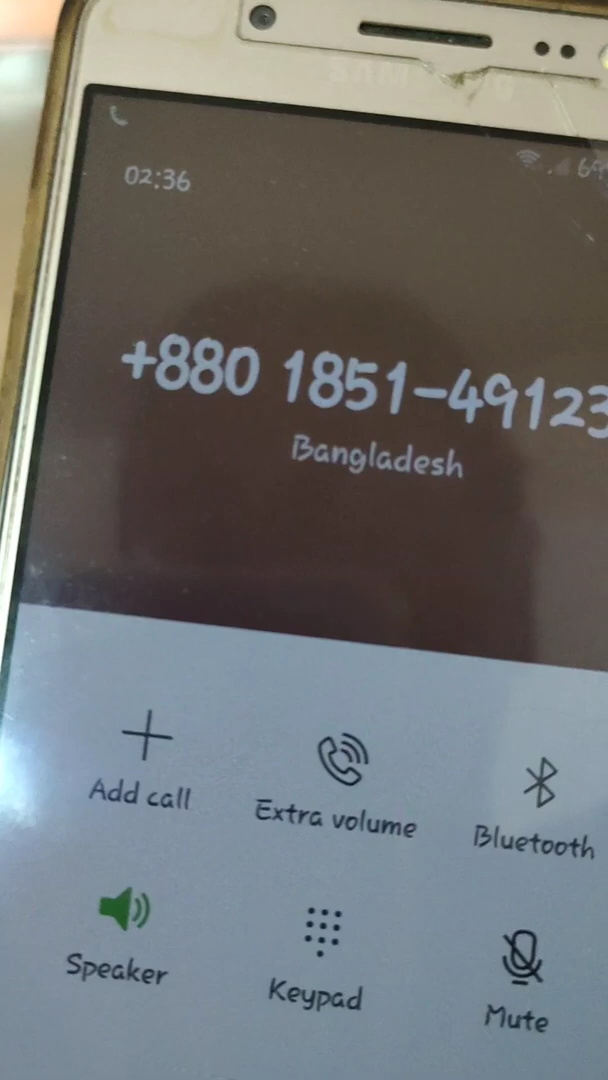 02:36
+880 1851-49123
Bangladesh
Add call
Extra volume
Bluetooth
Speaker
Keypad
Mute